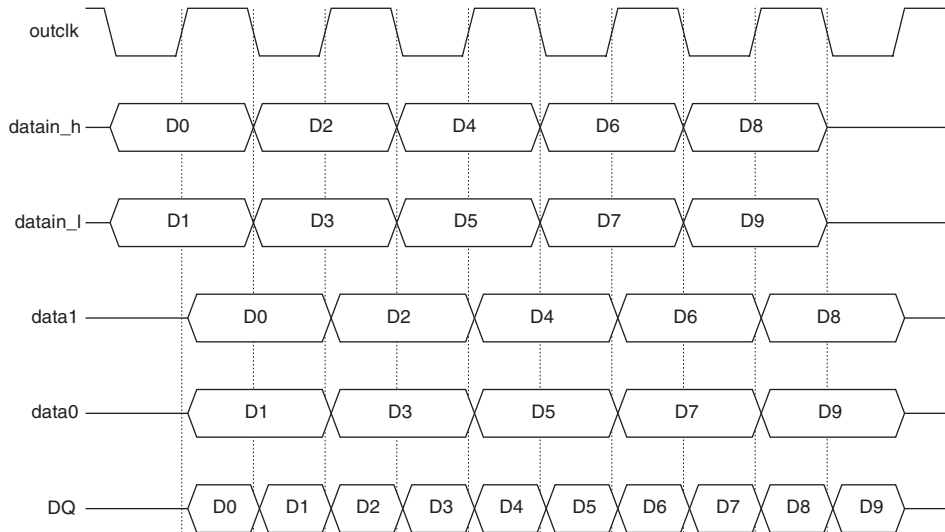 outclk
datain_h D0 D2 D4 D6 D8
datain_l D1 D3 D5 D7 D9
data1 D0 D2 D4 D6 D8
data0 D1 D3 D5 D7 D9
DQ D0 D1 D2 D3 D4 D5 D6 D7 D8 D9